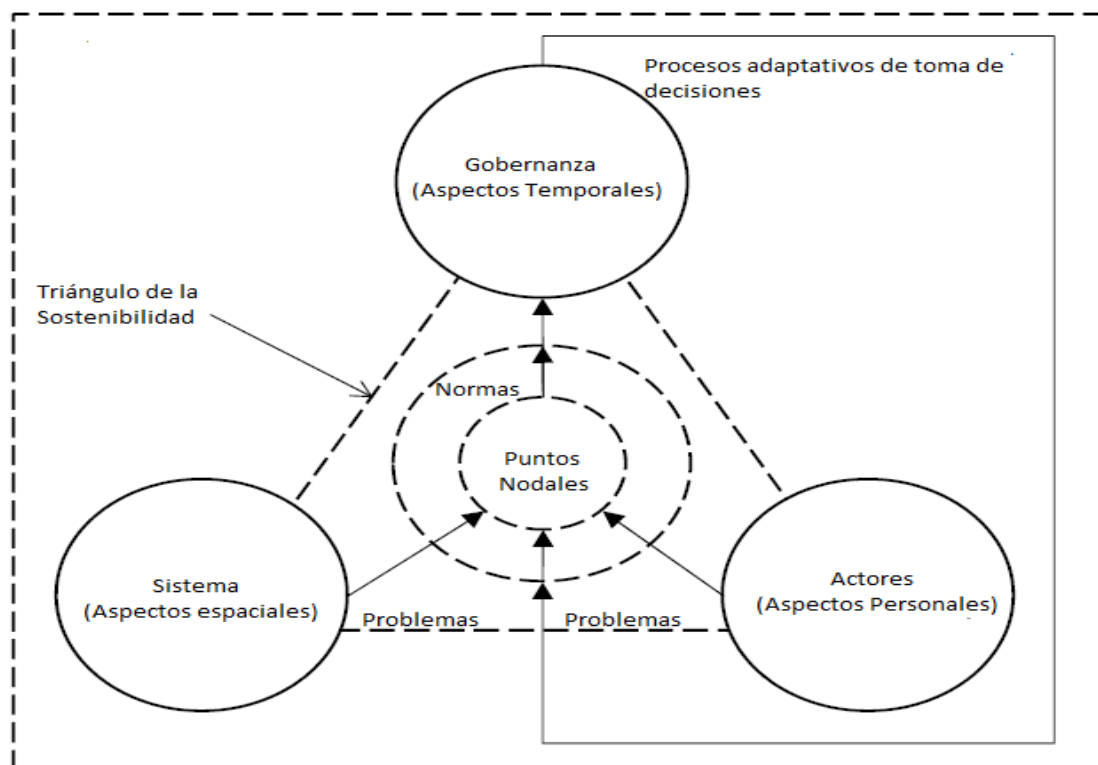 Procesos adaptativos de toma de
decisiones
Gobernanza
(Aspectos Temporales)
Triángulo de la
Sostenibilidad
Normas
Puntos
Nodales
Sistema
(Aspectos espaciales)
Actores
(Aspectos Personales)
Problemas
Problemas